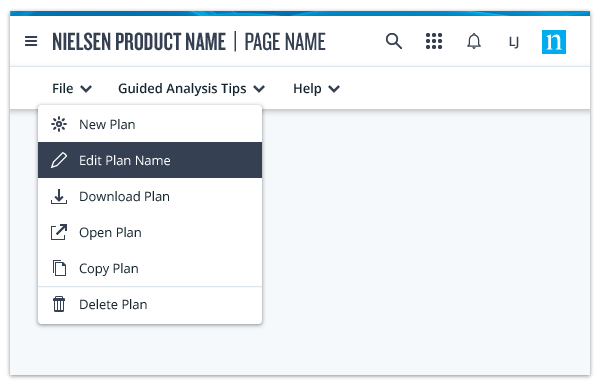 NIELSEN PRODUCT NAME | PAGE NAME LJ n
File Guided Analysis Tips Help
New Plan
Edit Plan Name
Download Plan
Open Plan
Copy Plan
Delete Plan